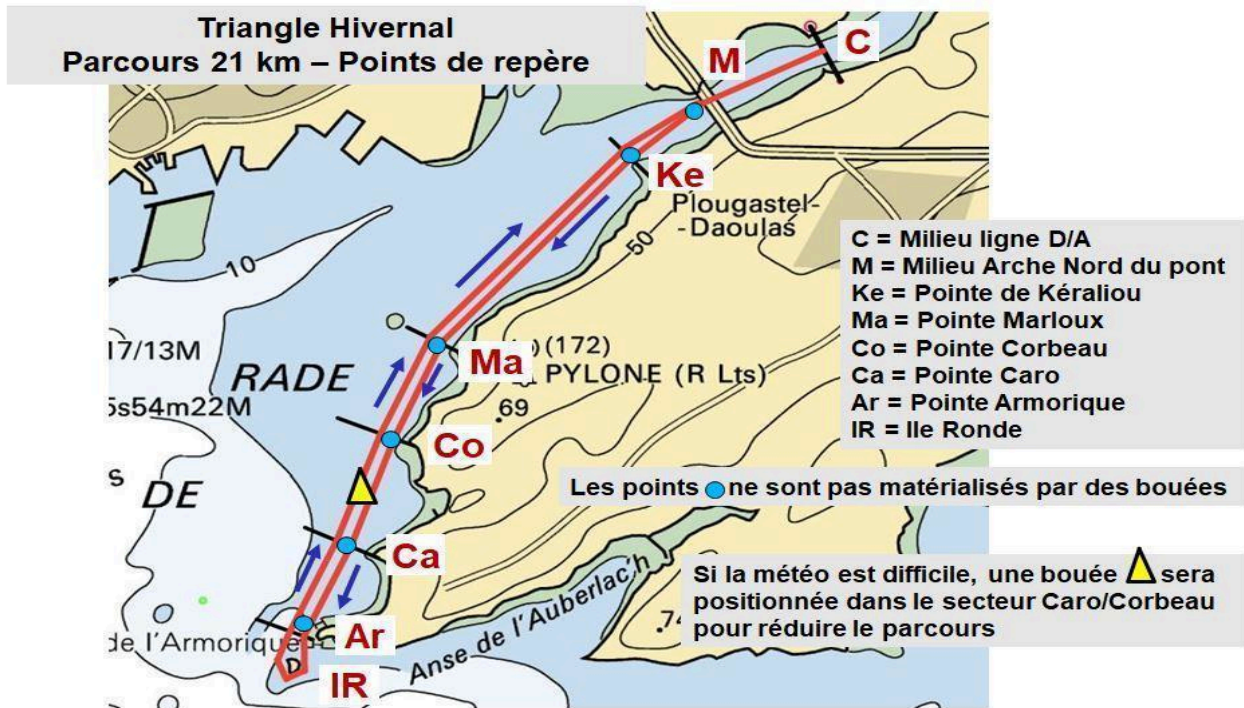 Triangle Hivernal
Parcours 21 km – Points de repère
C
M
Ke
Plougastel-
-Daoulas
50
10
C = Milieu ligne D/A
M = Milieu Arche Nord du pont
Ke = Pointe de Kéraliou
Ma = Pointe Marloux
Co = Pointe Corbeau
Ca = Pointe Caro
Ar = Pointe Armorique
IR = Ile Ronde
17/13M
(172)
Ma
PYLONE (R Lts)
RADE
s54m22M
69
Co
S
DE
Les points ne sont pas matérialisés par des bouées
Ca
Si la météo est difficile, une bouée sera
positionnée dans le secteur Caro/Corbeau
pour réduire le parcours
Ar
de l'Armorique
Anse de l'Auberlac'h
D
IR